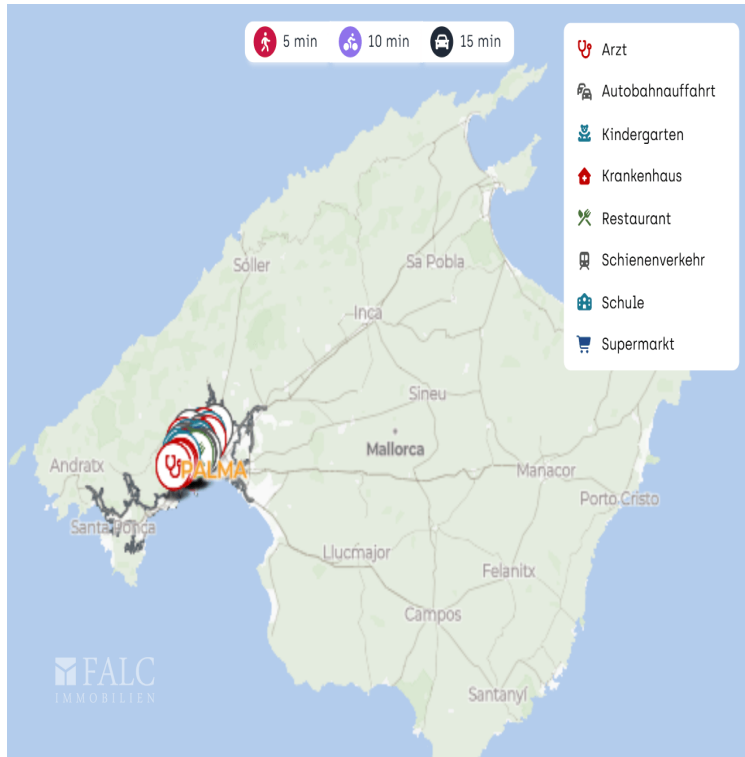 5 min
10 min
15 min
Arzt
Autobahnauffahrt
Kindergarten
Krankenhaus
Restaurant
Schienenverkehr
Schule
Supermarkt
Sóller
Sa Pobla
Inca
Sineu
Mallorca
PALMA
Andratx
Manacor
Porto Cristo
Santa Ponça
Llucmajor
Felanitx
Campos
Santanyí
FALC
IMMOBILIEN